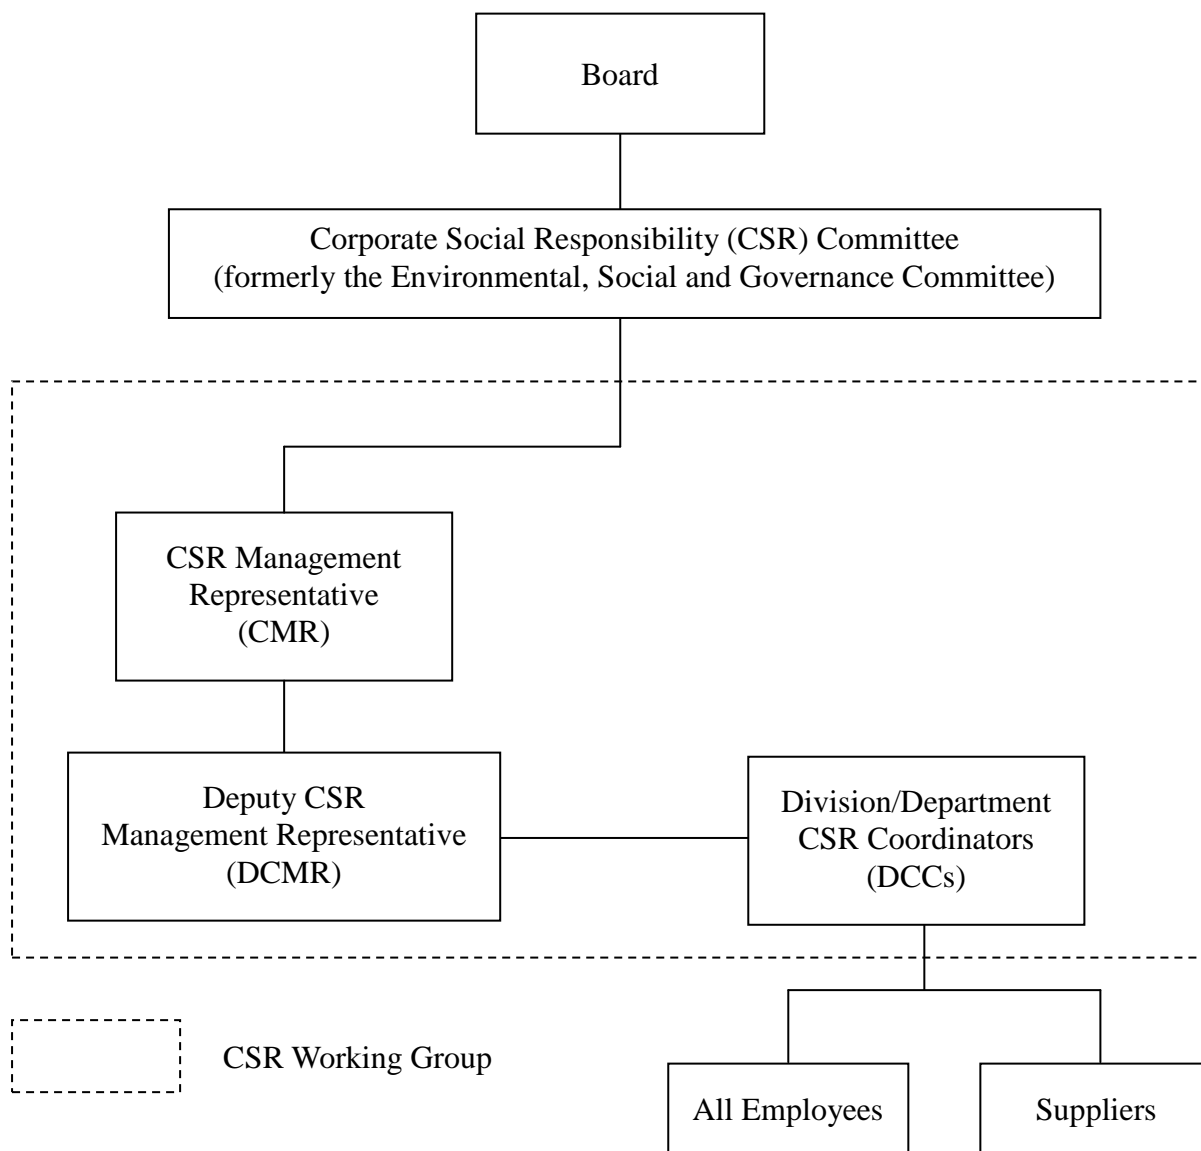 Board
Corporate Social Responsibility (CSR) Committee
(formerly the Environmental, Social and Governance Committee)
CSR Management
Representative
(CMR)
Deputy CSR
Management Representative
(DCMR)
Division/Department
CSR Coordinators
(DCCs)
CSR Working Group
All Employees
Suppliers